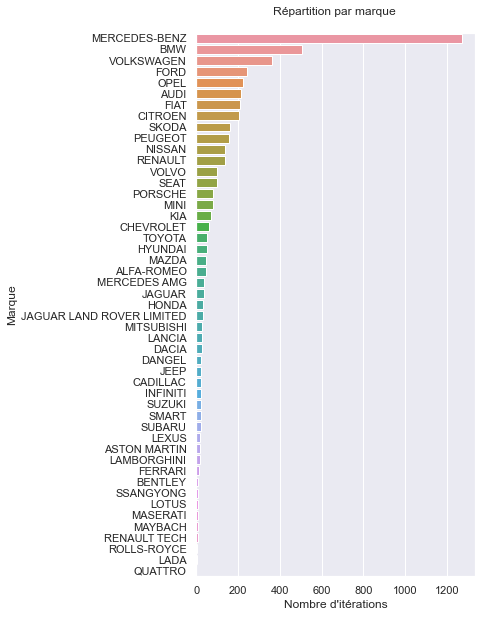 Répartition par marque
MERCEDES-BENZ
BMW
VOLKSWAGEN
FORD
OPEL
AUDI
FIAT
CITROEN
SKODA
PEUGEOT
NISSAN
RENAULT
VOLVO
SEAT
PORSCHE
MINI
KIA
CHEVROLET
TOYOTA
HYUNDAI
MAZDA
ALFA-ROMEO
MERCEDES AMG
JAGUAR
HONDA
JAGUAR LAND ROVER LIMITED
MITSUBISHI
LANCIA
DACIA
DANGEL
JEEP
CADILLAC
INFINITI
SUZUKI
SMART
SUBARU
LEXUS
ASTON MARTIN
LAMBORGHINI
FERRARI
BENTLEY
SSANGYONG
LOTUS
MASERATI
MAYBACH
RENAULT TECH
ROLLS-ROYCE
LADA
QUATTRO
Marque
0 200 400 600 800 1000 1200
Nombre d'itérations